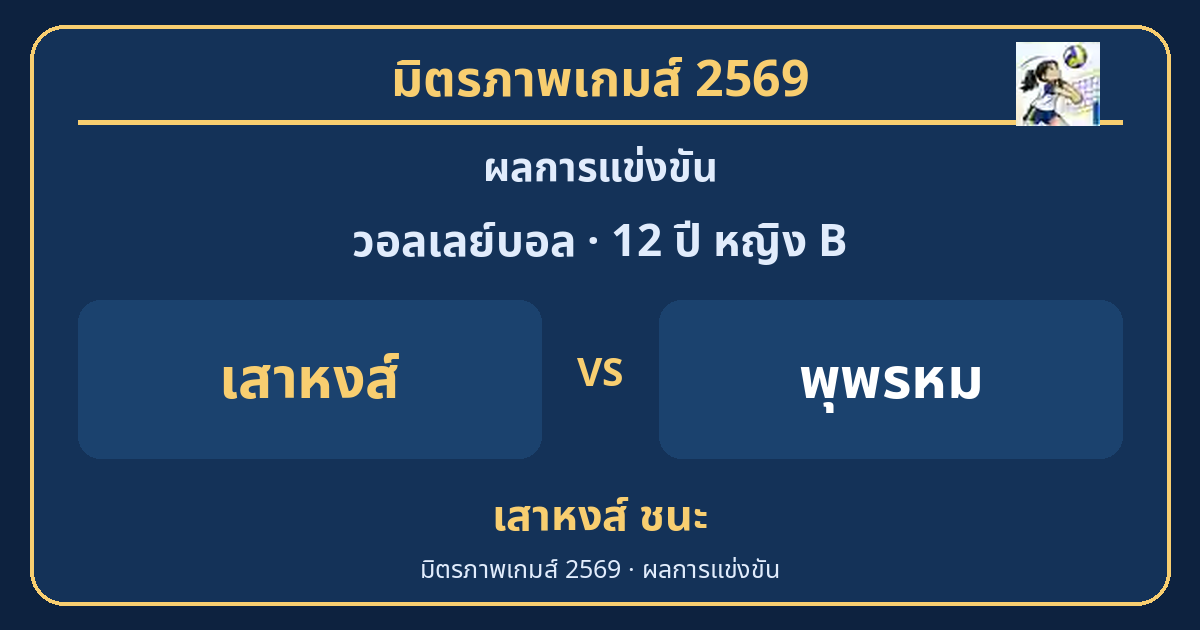 มิตรภาพเกมส์ 2569
ผลการแข่งขัน
วอลเลย์บอล · 12 ปี หญิง B
เสาหงส์
VS
พุพรหม
เสาหงส์ ชนะ
มิตรภาพเกมส์ 2569 · ผลการแข่งขัน